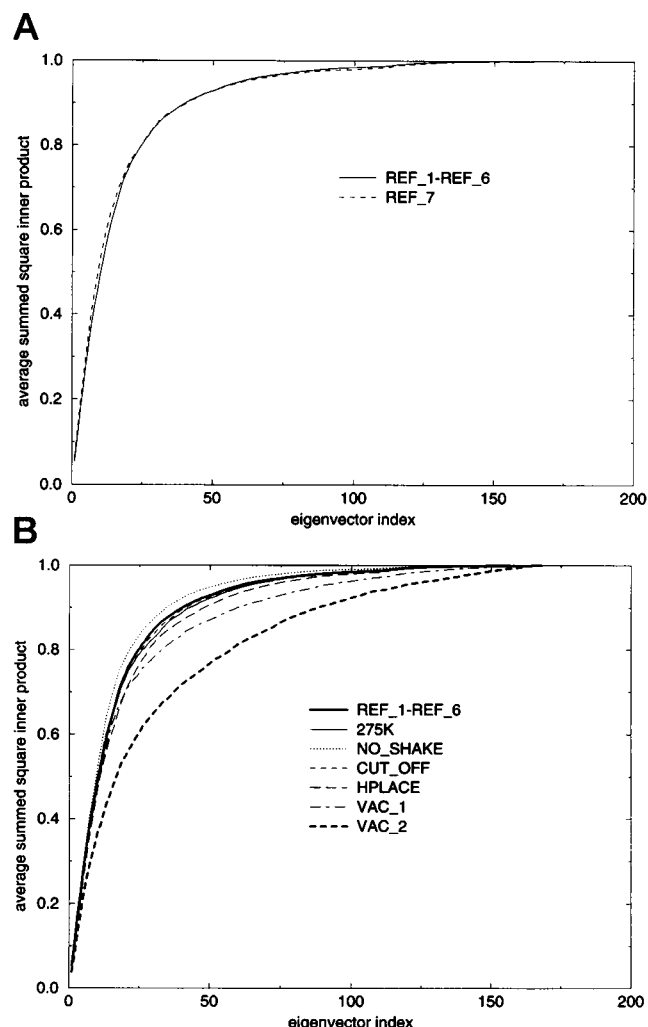 A
1.0
0.8
0.6
0.4
0.2
0.0
average summed square inner product
REF_1-REF_6
REF_7
0 50 100 150 200
eigenvector index
B
1.0
0.8
0.6
0.4
0.2
0.0
average summed square inner product
REF_1-REF_6
275K
NO_SHAKE
CUT_OFF
HPLACE
VAC_1
VAC_2
0 50 100 150 200
eigenvector index